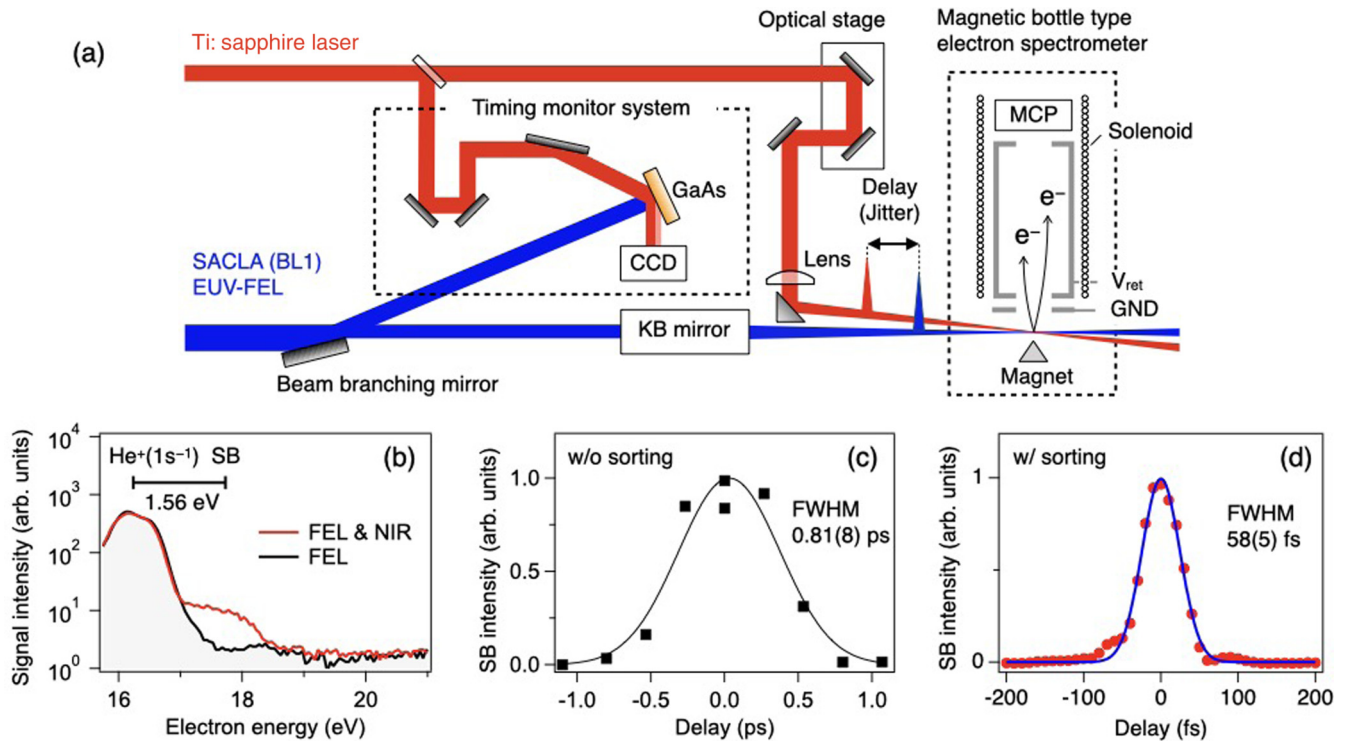 (a)
Ti: sapphire laser
Optical stage
Magnetic bottle type
electron spectrometer
Timing monitor system
MCP
Solenoid
GaAs
Delay
(Jitter)
e⁻
e⁻
SACLA (BL1)
EUV-FEL
CCD
Lens
V_ret
GND
KB mirror
Beam branching mirror
Magnet
(b)
He⁺(1s⁻¹) SB
1.56 eV
FEL & NIR
FEL
Signal intensity (arb. units)
10⁴
10³
10²
10¹
10⁰
16
18
20
Electron energy (eV)
(c)
w/o sorting
FWHM
0.81(8) ps
SB intensity (arb. units)
1.0
0.5
0.0
-1.0
-0.5
0.0
0.5
1.0
Delay (ps)
(d)
w/ sorting
FWHM
58(5) fs
SB intensity (arb. units)
1
0
-200
-100
0
100
200
Delay (fs)